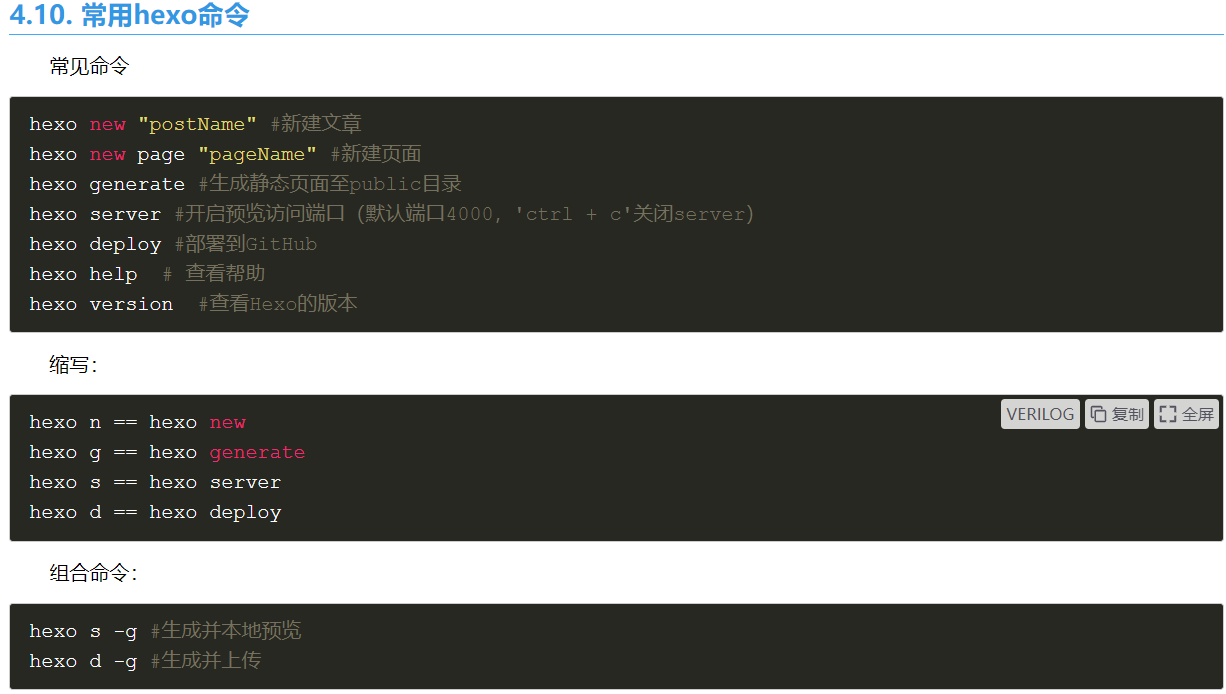 4.10. 常用hexo命令
常见命令
hexo new "postName" #新建文章
hexo new page "pageName" #新建页面
hexo generate #生成静态页面至public目录
hexo server #开启预览访问端口（默认端口4000，'ctrl + c'关闭server）
hexo deploy #部署到GitHub
hexo help  # 查看帮助
hexo version  #查看Hexo的版本
缩写：
VERILOG 复制 全屏
hexo n == hexo new
hexo g == hexo generate
hexo s == hexo server
hexo d == hexo deploy
组合命令：
hexo s -g #生成并本地预览
hexo d -g #生成并上传